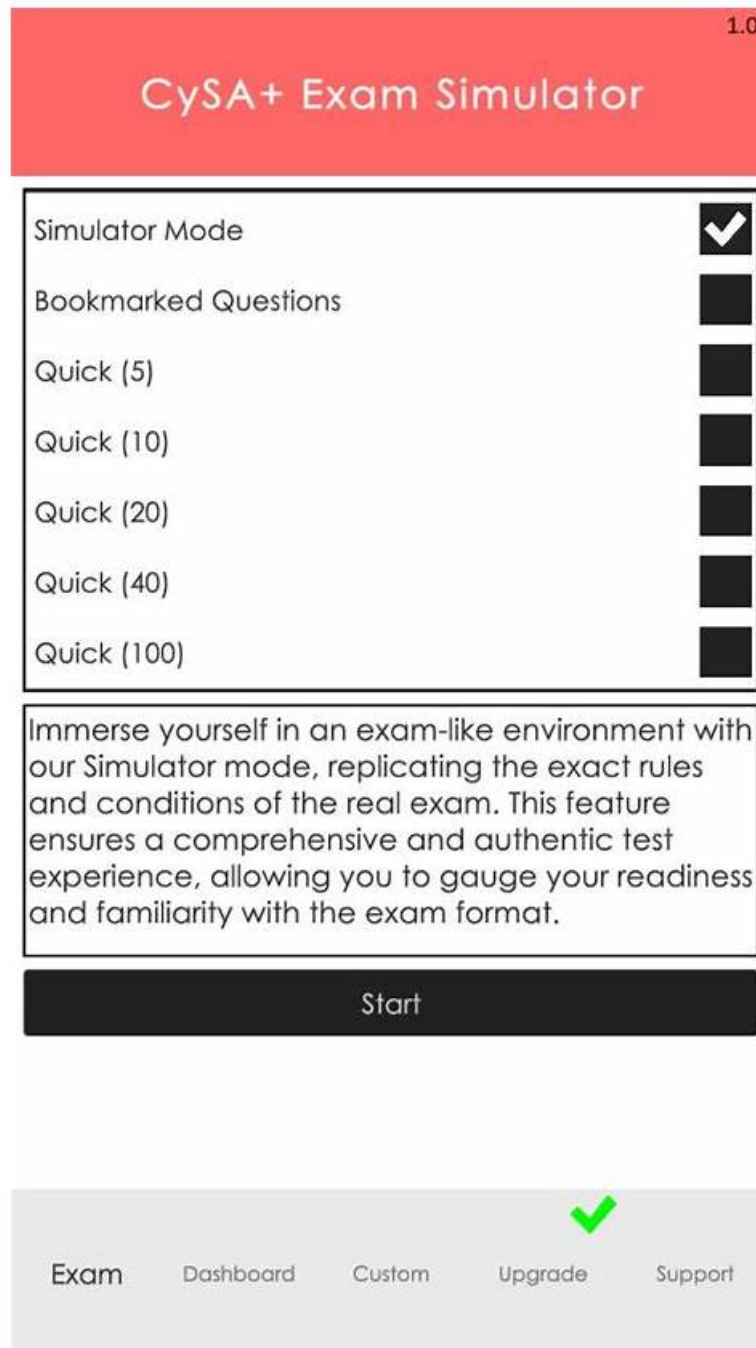 1.0
CySA+ Exam Simulator
Simulator Mode
Bookmarked Questions
Quick (5)
Quick (10)
Quick (20)
Quick (40)
Quick (100)
Immerse yourself in an exam-like environment with
our Simulator mode, replicating the exact rules
and conditions of the real exam. This feature
ensures a comprehensive and authentic test
experience, allowing you to gauge your readiness
and familiarity with the exam format.
Start
Exam Dashboard Custom Upgrade Support